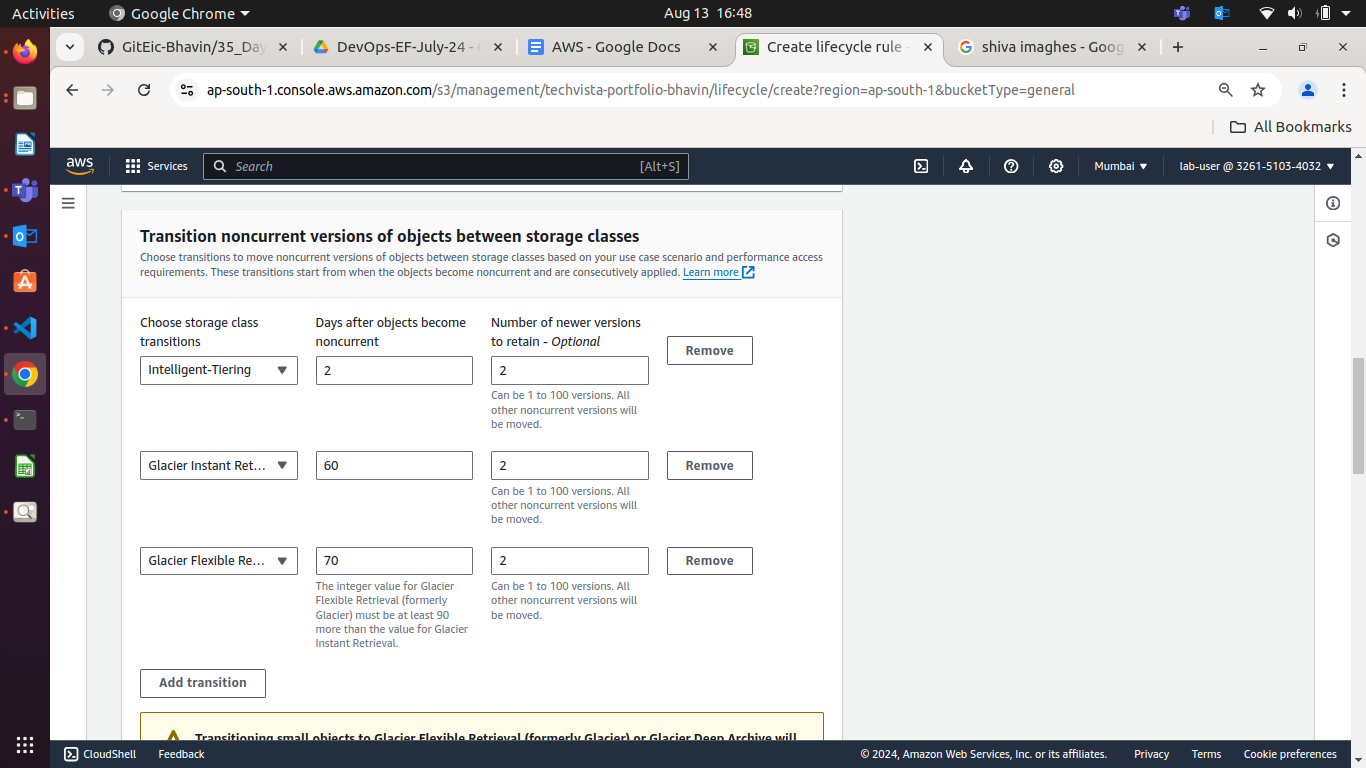 Activities
Google Chrome
Aug 13 16:48
GitEic-Bhavin/35_Day
DevOps-EF-July-24 -
AWS - Google Docs
Create lifecycle rule -
shiva imaghes - Goog
ap-south-1.console.aws.amazon.com/s3/management/techvista-portfolio-bhavin/lifecycle/create?region=ap-south-1&bucketType=general
All Bookmarks
aws
Services
Search
[Alt+S]
Mumbai
lab-user @ 3261-5103-4032
Transition noncurrent versions of objects between storage classes
Choose transitions to move noncurrent versions of objects between storage classes based on your use case scenario and performance access
requirements. These transitions start from when the objects become noncurrent and are consecutively applied. Learn more
Choose storage class
transitions
Days after objects become
noncurrent
Number of newer versions
to retain - Optional
Remove
Intelligent-Tiering
2
2
Can be 1 to 100 versions. All
other noncurrent versions will
be moved.
Glacier Instant Ret...
60
2
Remove
Can be 1 to 100 versions. All
other noncurrent versions will
be moved.
Glacier Flexible Re...
70
2
Remove
The integer value for Glacier
Flexible Retrieval (formerly
Glacier) must be at least 90
more than the value for Glacier
Instant Retrieval.
Can be 1 to 100 versions. All
other noncurrent versions will
be moved.
Add transition
Transitioning small objects to Glacier Flexible Retrieval (formerly Glacier) or Glacier Deep Archive will
CloudShell
Feedback
© 2024, Amazon Web Services, Inc. or its affiliates.
Privacy
Terms
Cookie preferences